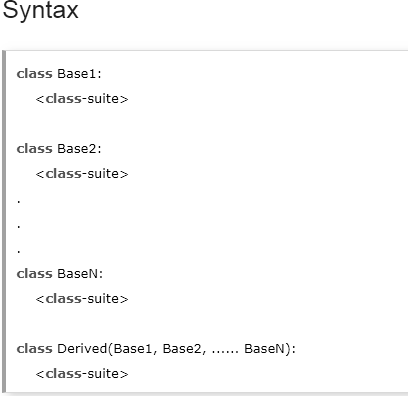 Syntax
class Base1:
<class-suite>
class Base2:
<class-suite>
.
.
.
class BaseN:
<class-suite>
class Derived(Base1, Base2, ...... BaseN):
<class-suite>